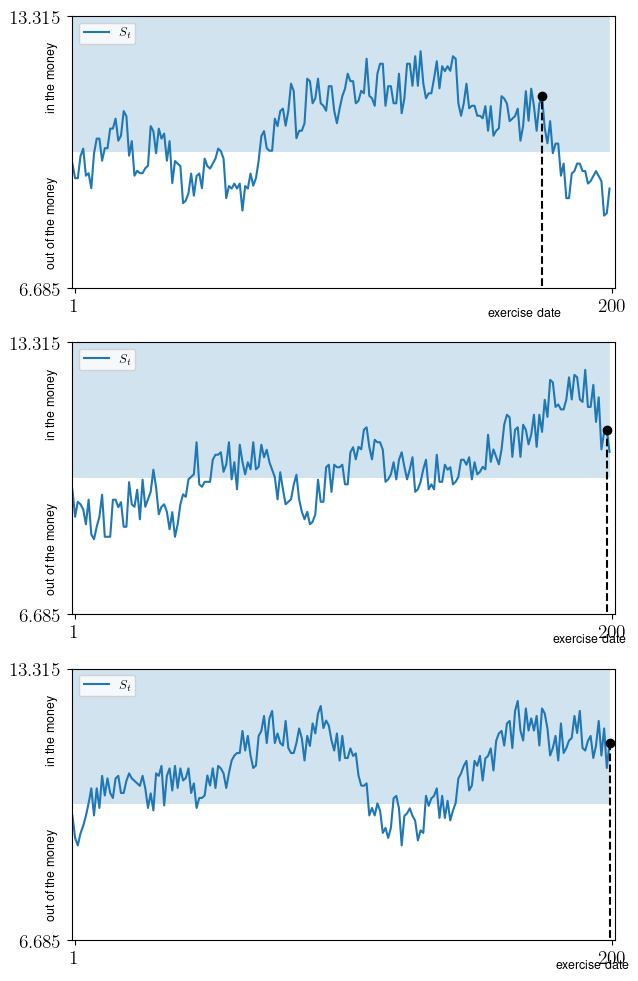 13.315
S_t
in the money
out of the money
6.685
1
200
exercise date
13.315
S_t
in the money
out of the money
6.685
1
200
exercise date
13.315
S_t
in the money
out of the money
6.685
1
200
exercise date